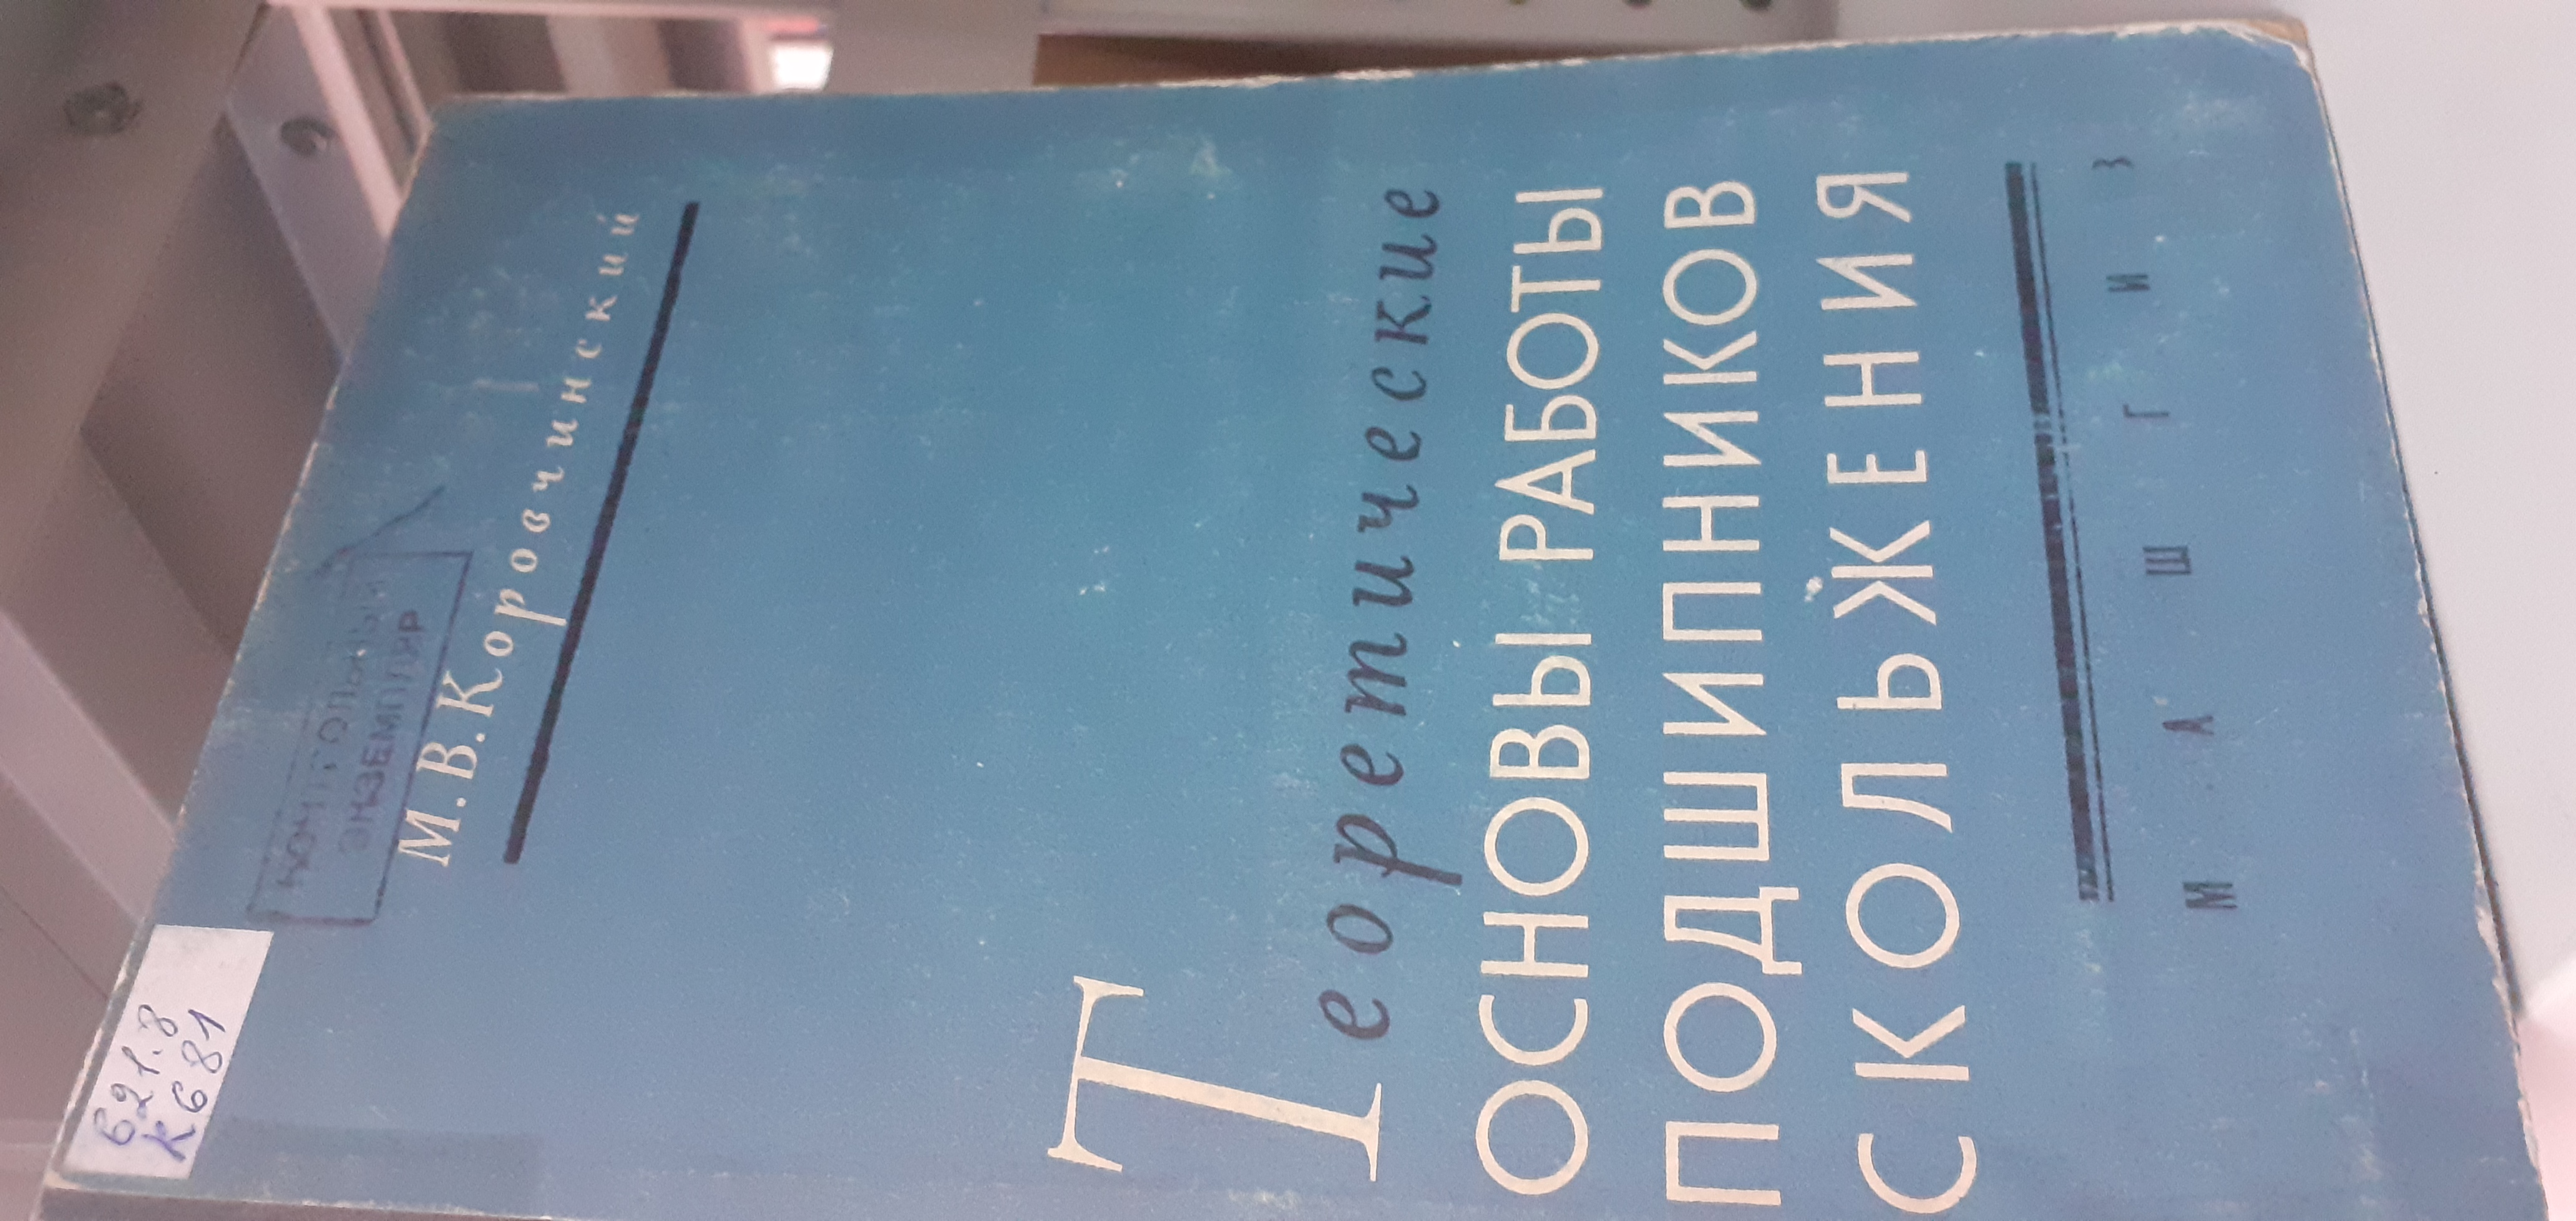 621.8
К681
КОНТРОЛЬНЫЙ
ЭКЗЕМПЛЯР
М.В.Коровчинский
Теоретические
ОСНОВЫ РАБОТЫ
ПОДШИПНИКОВ
СКОЛЬЖЕНИЯ
МАШГИЗ